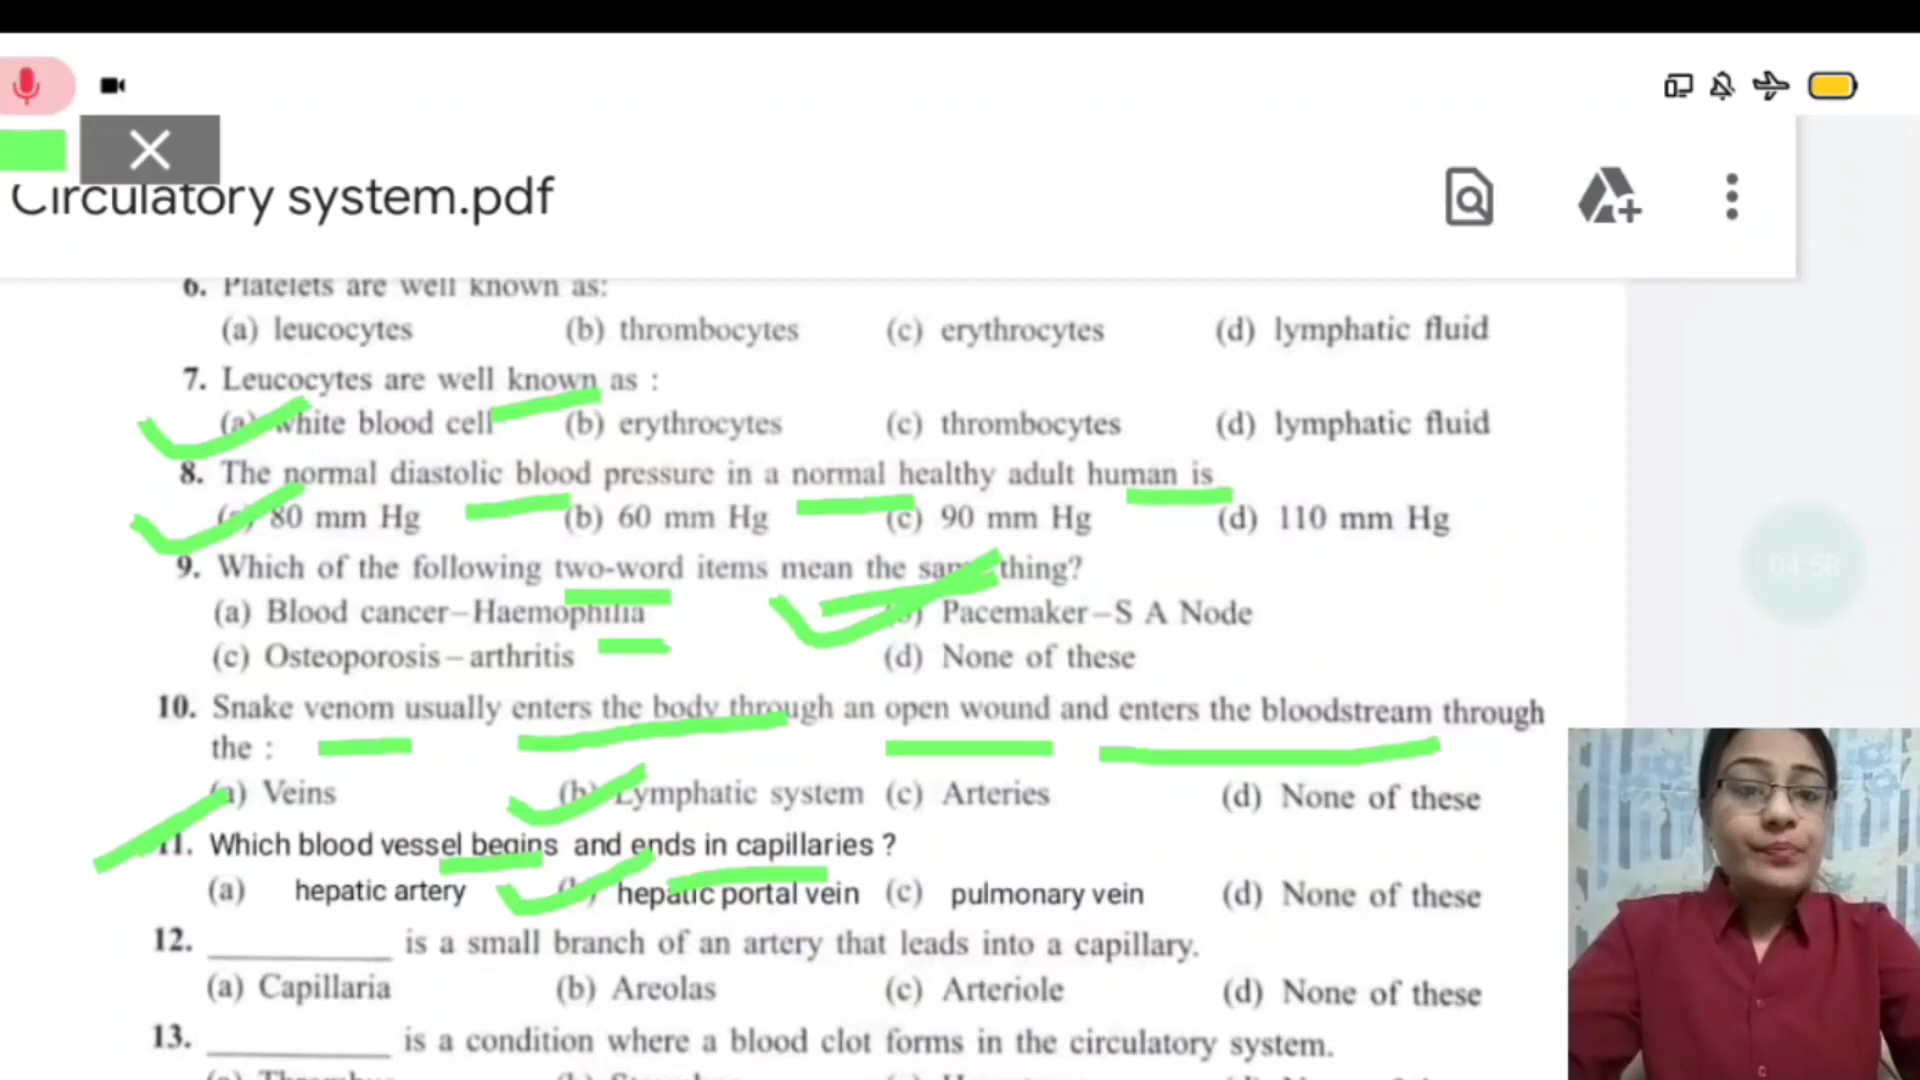 Circulatory system.pdf
6. Platelets are well known as:
(a) leucocytes (b) thrombocytes (c) erythrocytes (d) lymphatic fluid
7. Leucocytes are well known as :
(a) white blood cell (b) erythrocytes (c) thrombocytes (d) lymphatic fluid
8. The normal diastolic blood pressure in a normal healthy adult human is
80 mm Hg (b) 60 mm Hg (c) 90 mm Hg (d) 110 mm Hg
04:58
9. Which of the following two-word items mean the same thing?
(a) Blood cancer–Haemophilia (b) Pacemaker–S A Node
(c) Osteoporosis–arthritis (d) None of these
10. Snake venom usually enters the body through an open wound and enters the bloodstream through
the :
(a) Veins (b) Lymphatic system (c) Arteries (d) None of these
11. Which blood vessel begins and ends in capillaries ?
(a) hepatic artery (b) hepatic portal vein (c) pulmonary vein (d) None of these
12. __________ is a small branch of an artery that leads into a capillary.
(a) Capillaria (b) Areolas (c) Arteriole (d) None of these
13. __________ is a condition where a blood clot forms in the circulatory system.